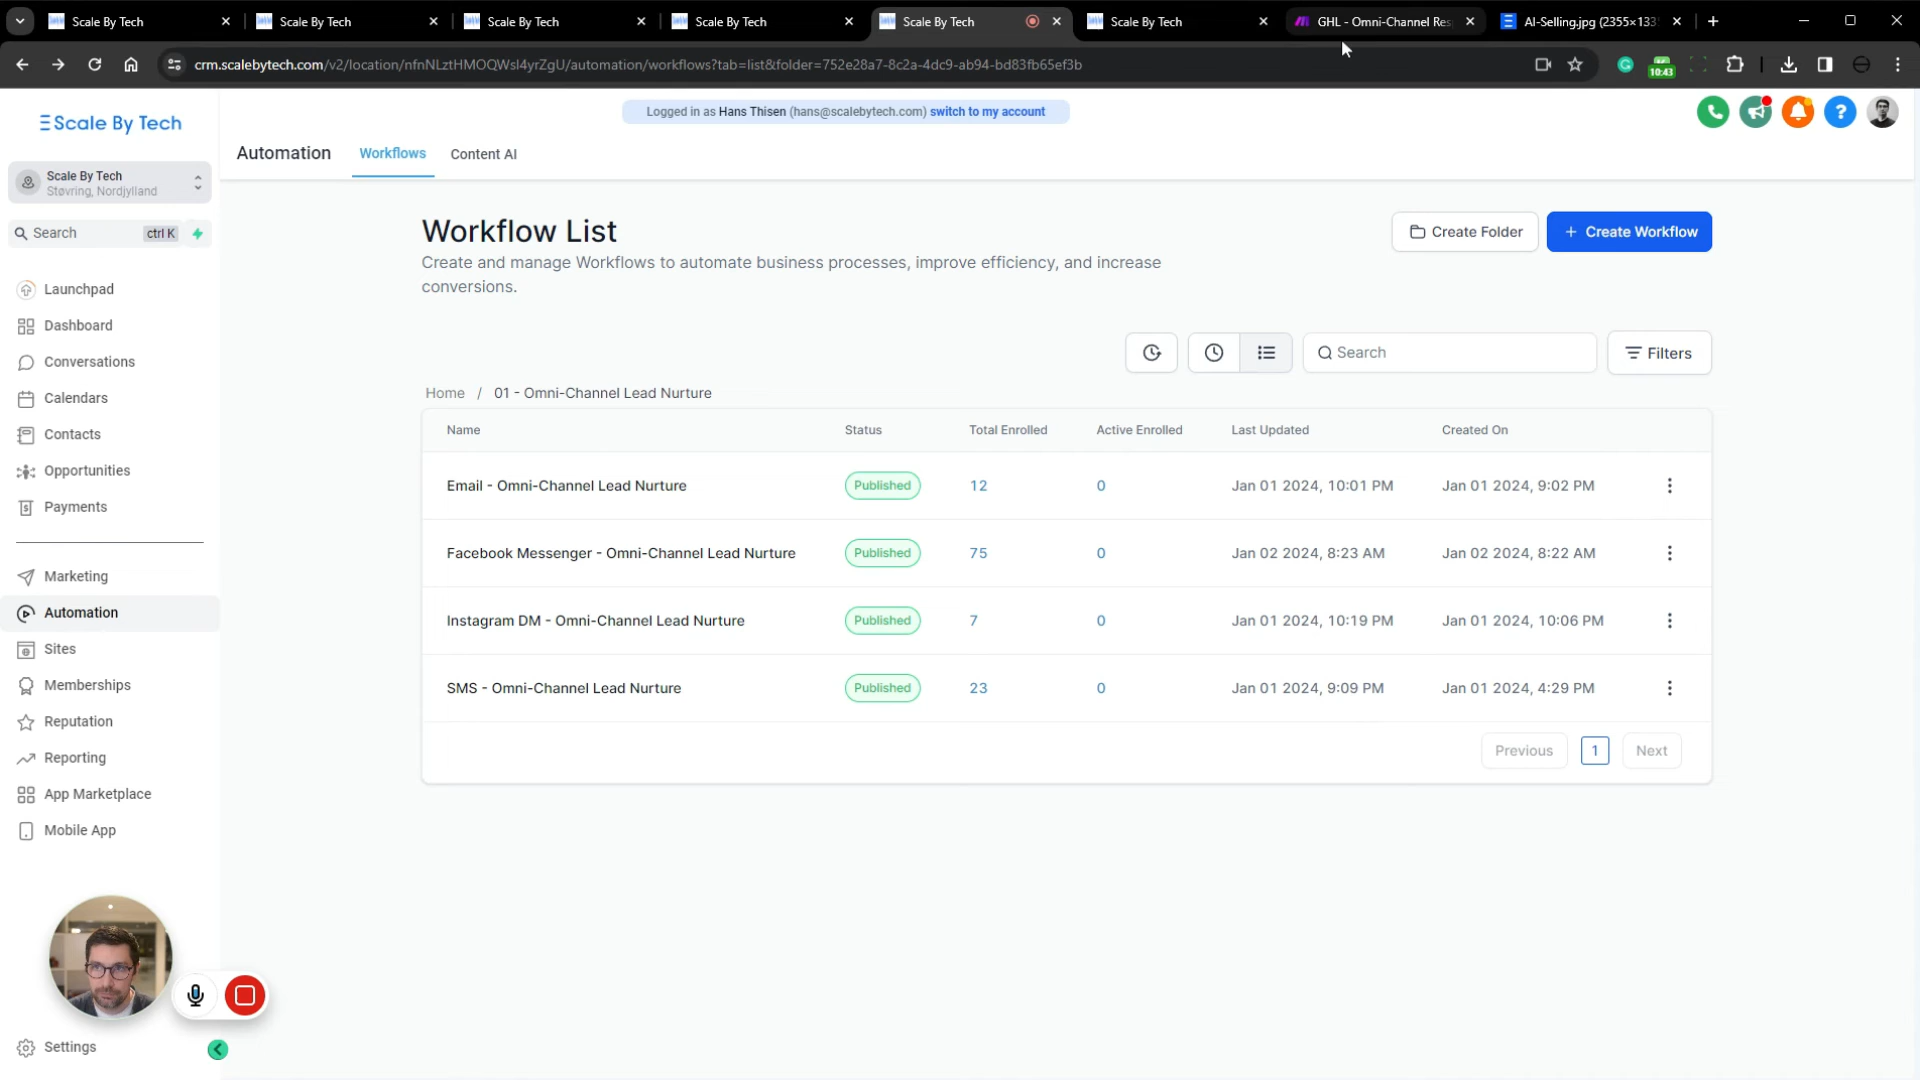 Scale By Tech
Scale By Tech
Scale By Tech
Scale By Tech
Scale By Tech
Scale By Tech
GHL - Omni-Channel Res
AI-Selling.jpg (2355×133
crm.scalebytech.com/v2/location/nfnNLztHMOQWsl4yrZgU/automation/workflows?tab=list&folder=752e28a7-8c2a-4dc9-ab94-bd83fb65ef3b
10:43
Scale By Tech
Logged in as Hans Thisen (hans@scalebytech.com) switch to my account
Automation
Workflows
Content AI
Scale By Tech
Støvring, Nordjylland
Search
ctrl K
Launchpad
Dashboard
Conversations
Calendars
Contacts
Opportunities
Payments
Marketing
Automation
Sites
Memberships
Reputation
Reporting
App Marketplace
Mobile App
Settings
Workflow List
Create and manage Workflows to automate business processes, improve efficiency, and increase
conversions.
Create Folder
+ Create Workflow
Search
Filters
Home / 01 - Omni-Channel Lead Nurture
Name Status Total Enrolled Active Enrolled Last Updated Created On
Email - Omni-Channel Lead Nurture Published 12 0 Jan 01 2024, 10:01 PM Jan 01 2024, 9:02 PM
Facebook Messenger - Omni-Channel Lead Nurture Published 75 0 Jan 02 2024, 8:23 AM Jan 02 2024, 8:22 AM
Instagram DM - Omni-Channel Lead Nurture Published 7 0 Jan 01 2024, 10:19 PM Jan 01 2024, 10:06 PM
SMS - Omni-Channel Lead Nurture Published 23 0 Jan 01 2024, 9:09 PM Jan 01 2024, 4:29 PM
Previous 1 Next